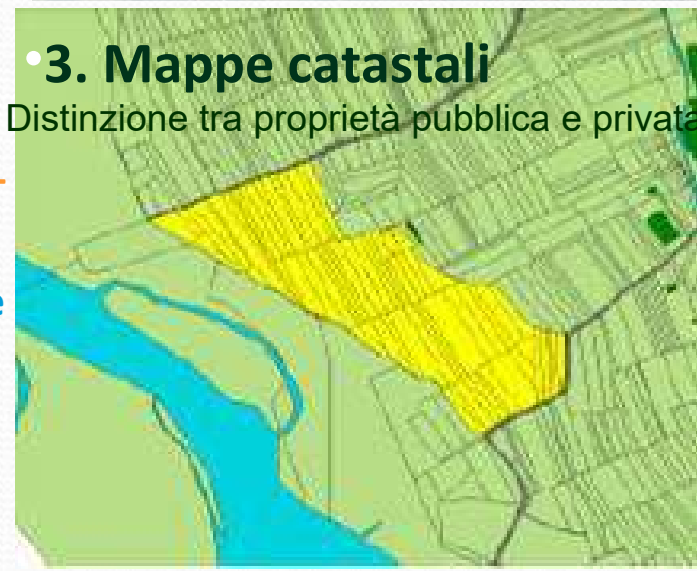 •3. Mappe catastali
Distinzione tra proprietà pubblica e privata